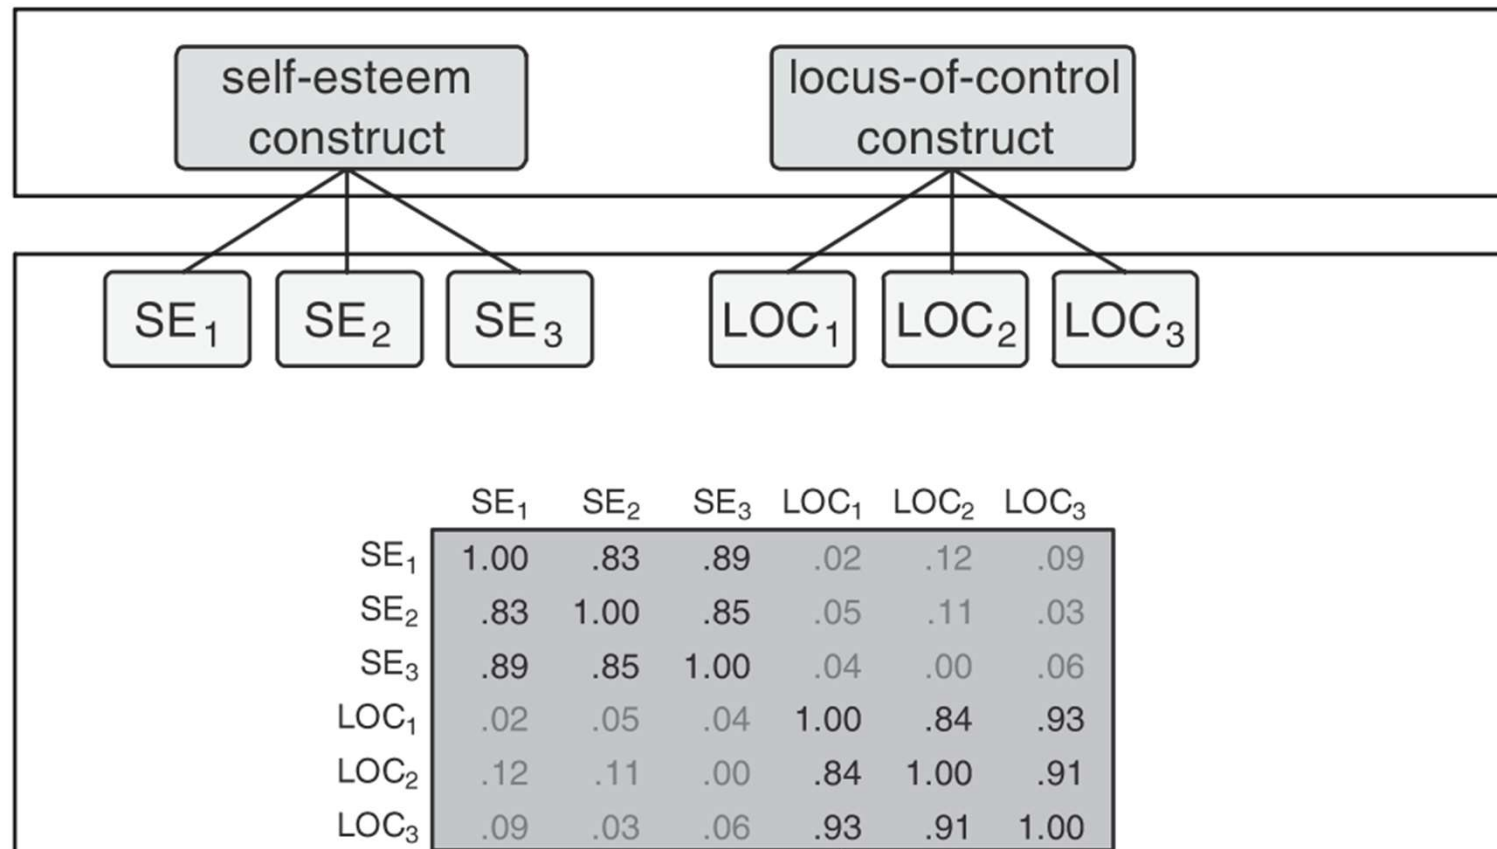 self-esteem
construct
locus-of-control
construct
SE₁ SE₂ SE₃ LOC₁ LOC₂ LOC₃
SE₁ SE₂ SE₃ LOC₁ LOC₂ LOC₃
SE₁ 1.00 .83 .89 .02 .12 .09
SE₂ .83 1.00 .85 .05 .11 .03
SE₃ .89 .85 1.00 .04 .00 .06
LOC₁ .02 .05 .04 1.00 .84 .93
LOC₂ .12 .11 .00 .84 1.00 .91
LOC₃ .09 .03 .06 .93 .91 1.00